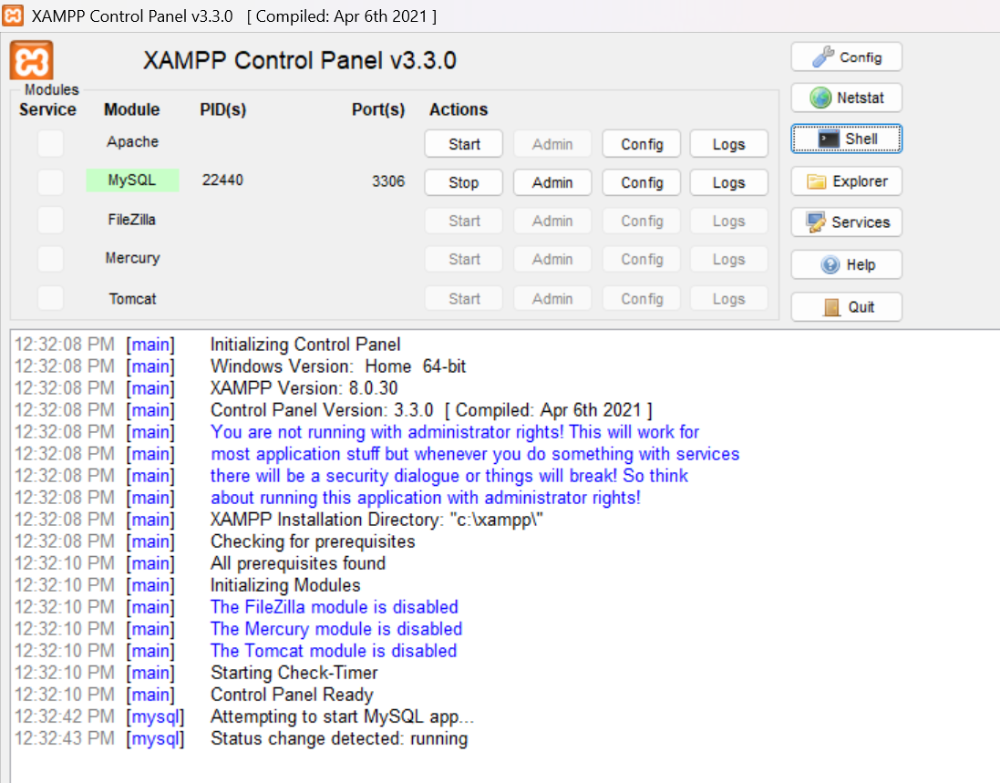 XAMPP Control Panel v3.3.0 [ Compiled: Apr 6th 2021 ]
XAMPP Control Panel v3.3.0
Config
Modules
Service Module PID(s) Port(s) Actions
Netstat
Apache Start Admin Config Logs
Shell
MySQL 22440 3306 Stop Admin Config Logs
Explorer
FileZilla Start Admin Config Logs
Services
Mercury Start Admin Config Logs
Help
Tomcat Start Admin Config Logs
Quit
12:32:08 PM [main] Initializing Control Panel
12:32:08 PM [main] Windows Version: Home 64-bit
12:32:08 PM [main] XAMPP Version: 8.0.30
12:32:08 PM [main] Control Panel Version: 3.3.0 [ Compiled: Apr 6th 2021 ]
12:32:08 PM [main] You are not running with administrator rights! This will work for
12:32:08 PM [main] most application stuff but whenever you do something with services
12:32:08 PM [main] there will be a security dialogue or things will break! So think
12:32:08 PM [main] about running this application with administrator rights!
12:32:08 PM [main] XAMPP Installation Directory: "c:\xampp\"
12:32:08 PM [main] Checking for prerequisites
12:32:10 PM [main] All prerequisites found
12:32:10 PM [main] Initializing Modules
12:32:10 PM [main] The FileZilla module is disabled
12:32:10 PM [main] The Mercury module is disabled
12:32:10 PM [main] The Tomcat module is disabled
12:32:10 PM [main] Starting Check-Timer
12:32:10 PM [main] Control Panel Ready
12:32:42 PM [mysql] Attempting to start MySQL app...
12:32:43 PM [mysql] Status change detected: running